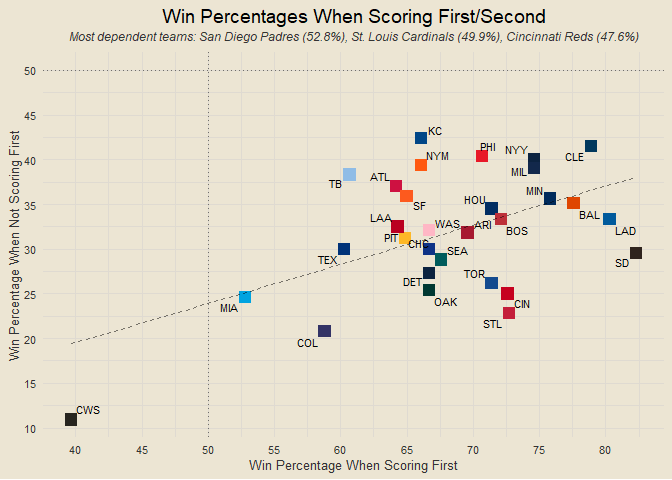 Win Percentages When Scoring First/Second
Most dependent teams: San Diego Padres (52.8%), St. Louis Cardinals (49.9%), Cincinnati Reds (47.6%)
Win Percentage When Not Scoring First
50
45
40
35
30
25
20
15
10
KC
PHI
NYY
NYM
CLE
MIL
ATL
TB
MIN
HOU
SF
BAL
LAA
WAS
ARI
BOS
LAD
PIT
CHC
SEA
TEX
SD
TOR
DET
OAK
CIN
MIA
STL
COL
CWS
40
45
50
55
60
65
70
75
80
Win Percentage When Scoring First